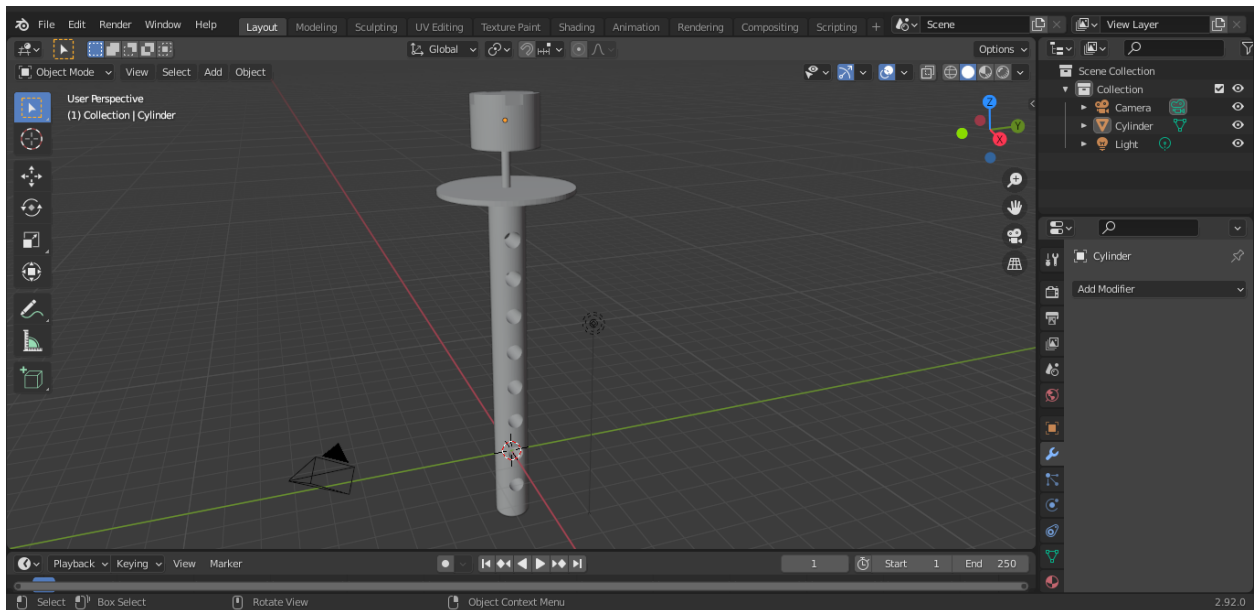 File Edit Render Window Help Layout Modeling Sculpting UV Editing Texture Paint Shading Animation Rendering Compositing Scripting + Scene View Layer
Global Options
Object Mode View Select Add Object
User Perspective
(1) Collection | Cylinder
Z
Y
X
Scene Collection
Collection
Camera
Cylinder
Light
Cylinder
Add Modifier
Playback Keying View Marker 1 Start 1 End 250
Select Box Select Rotate View Object Context Menu 2.92.0